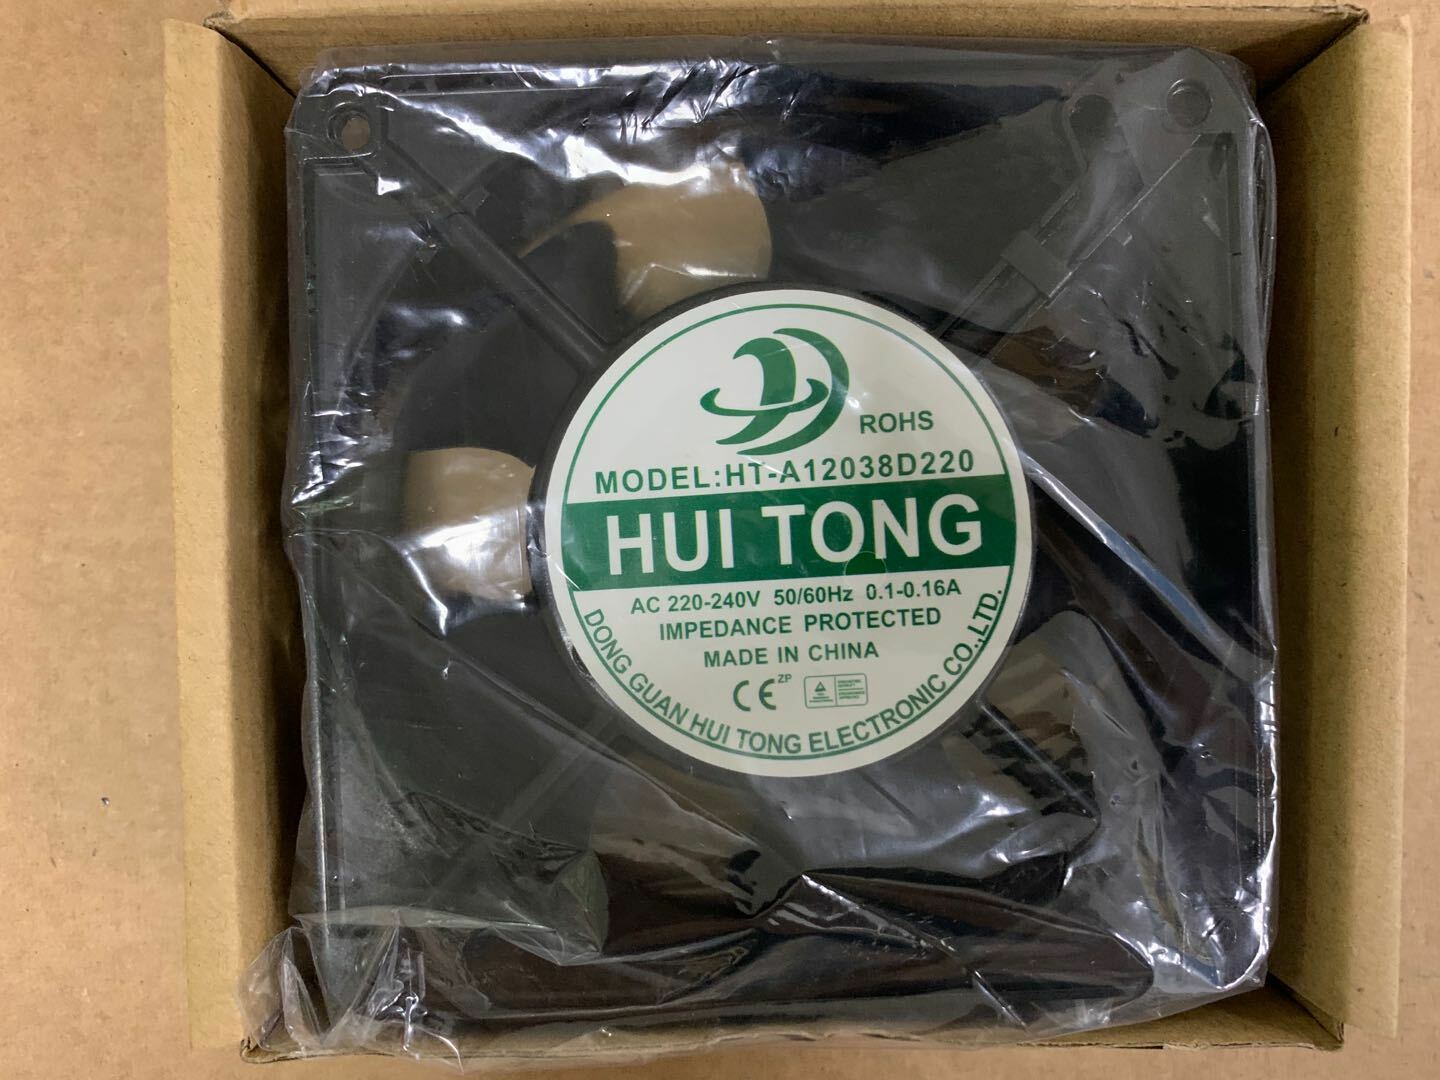 ROHS
MODEL:HT-A12038D220
HUI TONG
AC 220-240V 50/60Hz 0.1-0.16A
IMPEDANCE PROTECTED
MADE IN CHINA
CE ZP
DONG GUAN HUI TONG ELECTRONIC CO.,LTD.